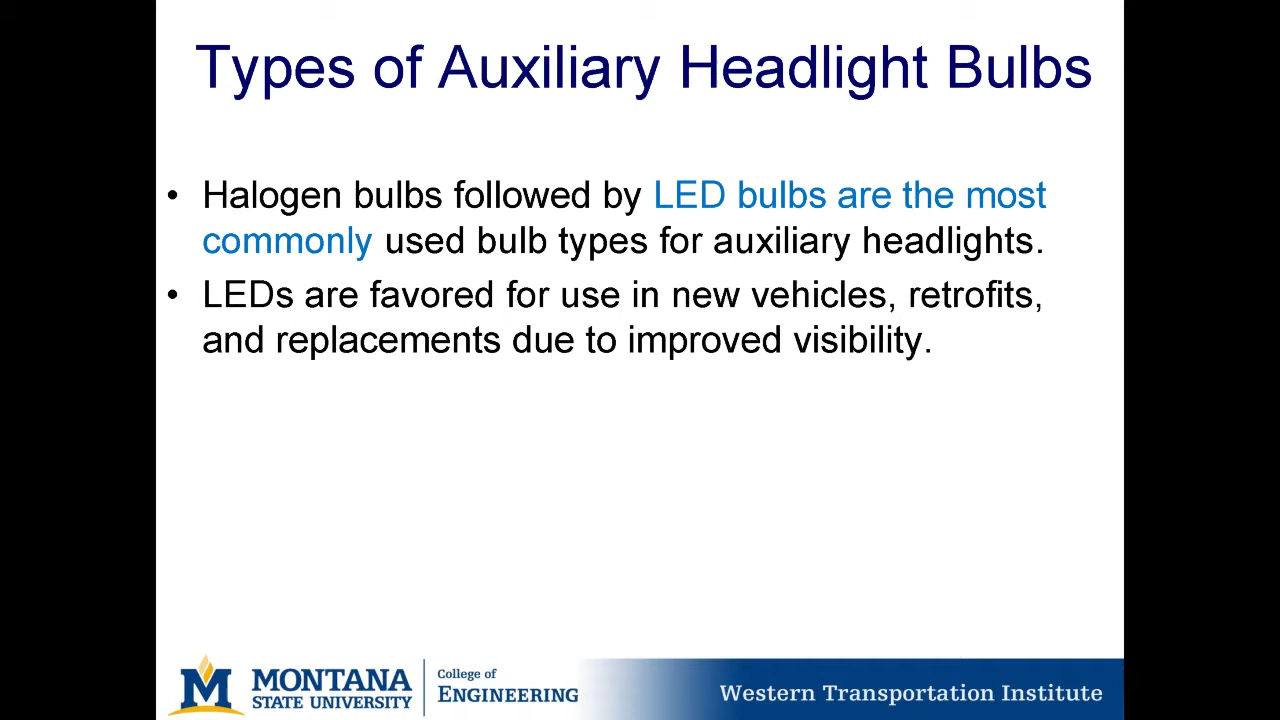 Types of Auxiliary Headlight Bulbs
• Halogen bulbs followed by LED bulbs are the most
commonly used bulb types for auxiliary headlights.
• LEDs are favored for use in new vehicles, retrofits,
and replacements due to improved visibility.
M
MONTANA
STATE UNIVERSITY
College of
ENGINEERING
Western Transportation Institute